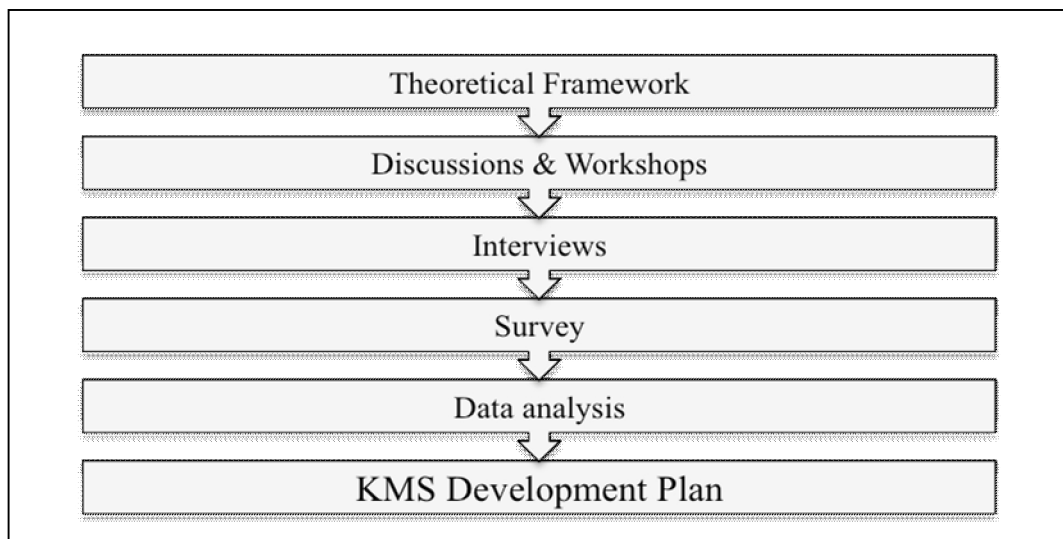 Theoretical Framework
Discussions & Workshops
Interviews
Survey
Data analysis
KMS Development Plan